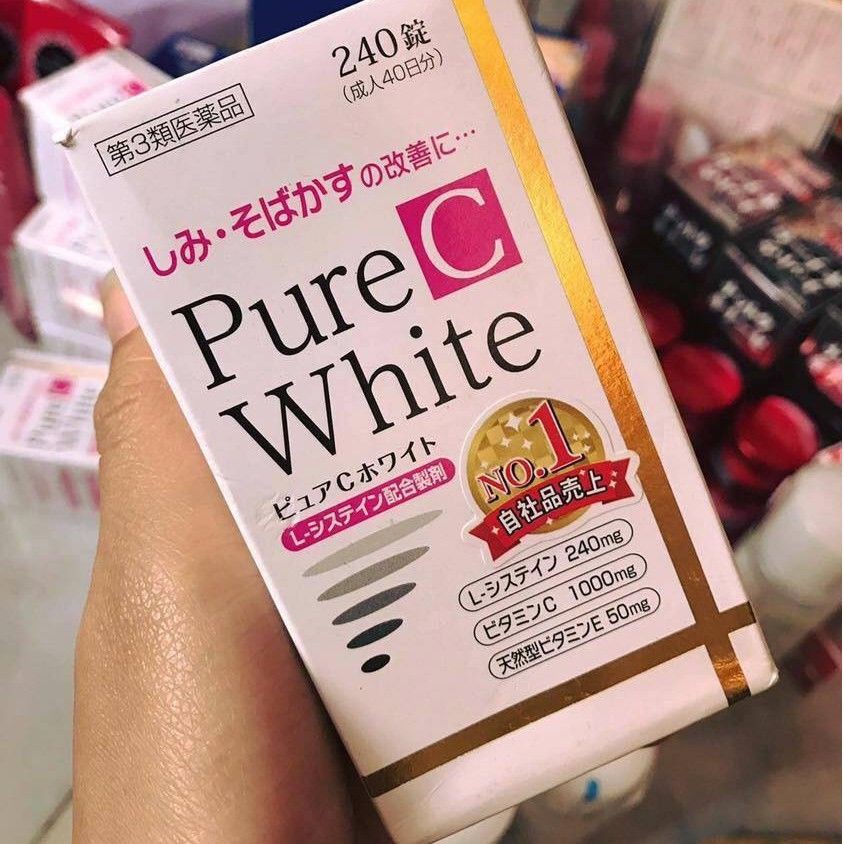 240錠
(成人40日分)
第3類医薬品
しみ・そばかすの改善に…
Pure C
White
ピュアCホワイト
L-システイン配合製剤
NO.1
自社品売上
L-システイン 240mg
ビタミンC 1000mg
天然型ビタミンE 50mg